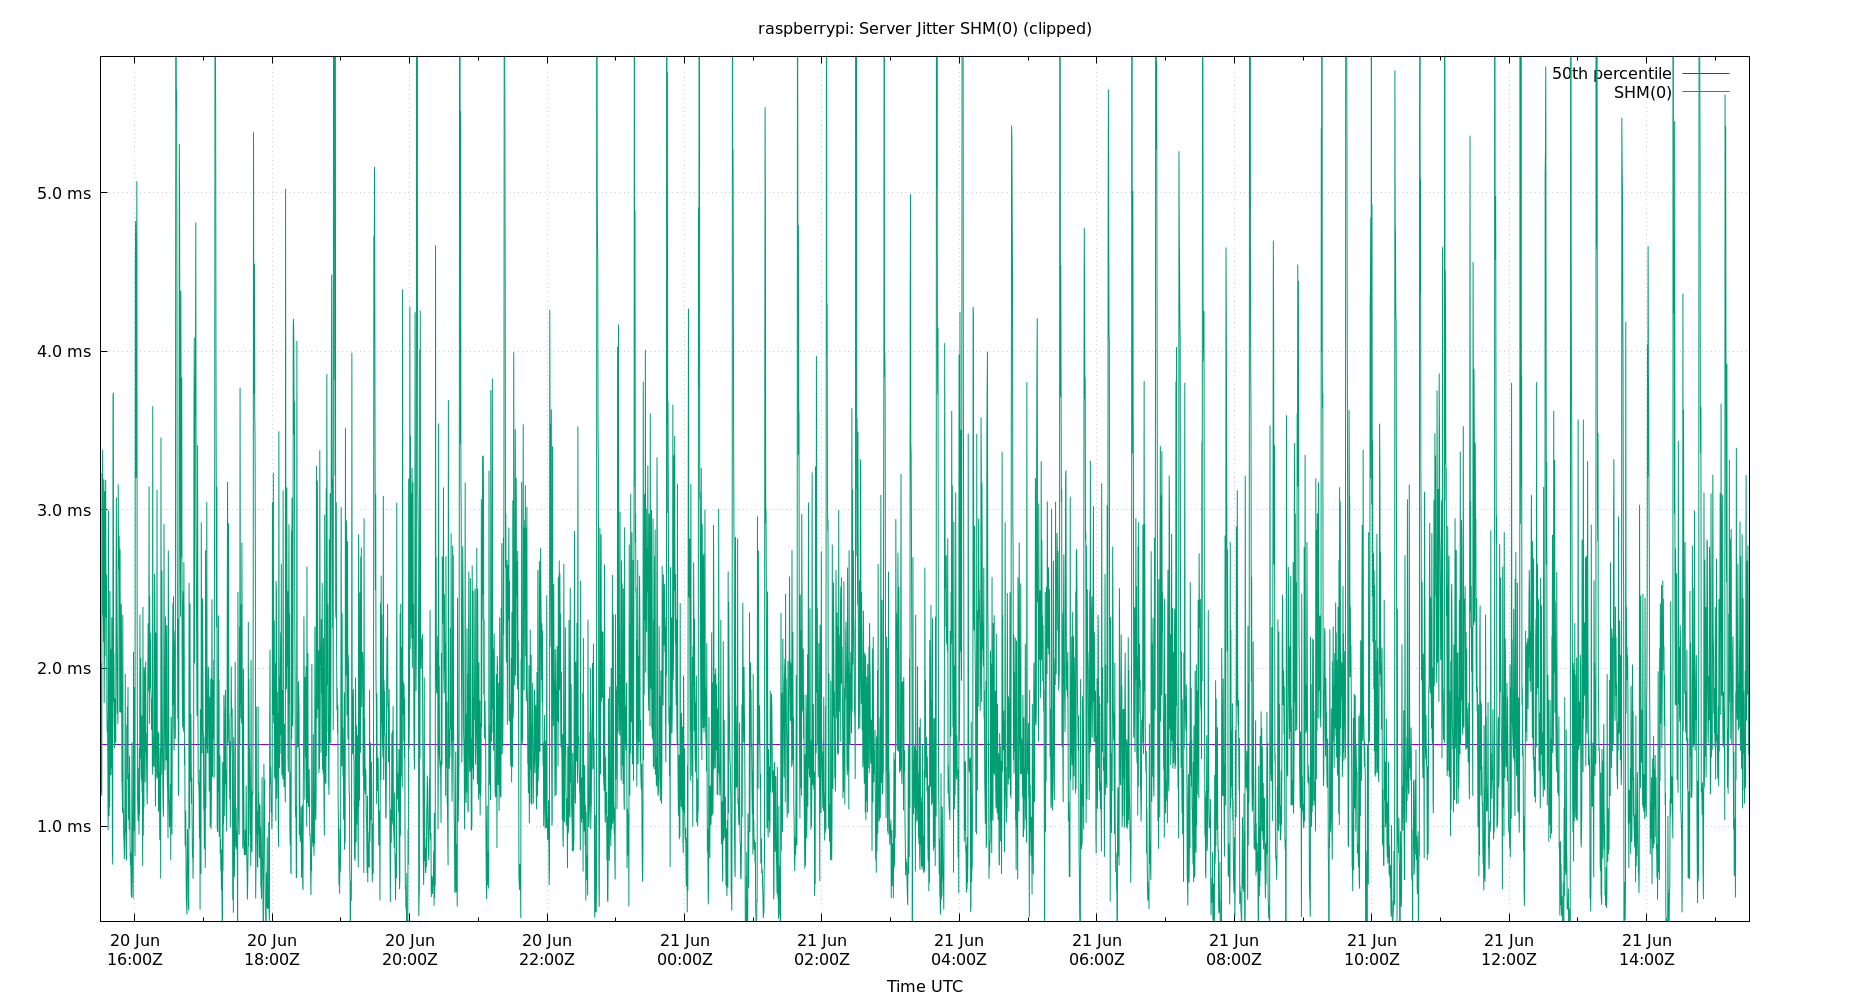 raspberrypi: Server Jitter SHM(0) (clipped)
50th percentile
SHM(0)
5.0 ms
4.0 ms
3.0 ms
2.0 ms
1.0 ms
20 Jun 20 Jun 20 Jun 20 Jun 21 Jun 21 Jun 21 Jun 21 Jun 21 Jun 21 Jun 21 Jun 21 Jun
16:00Z 18:00Z 20:00Z 22:00Z 00:00Z 02:00Z 04:00Z 06:00Z 08:00Z 10:00Z 12:00Z 14:00Z
Time UTC